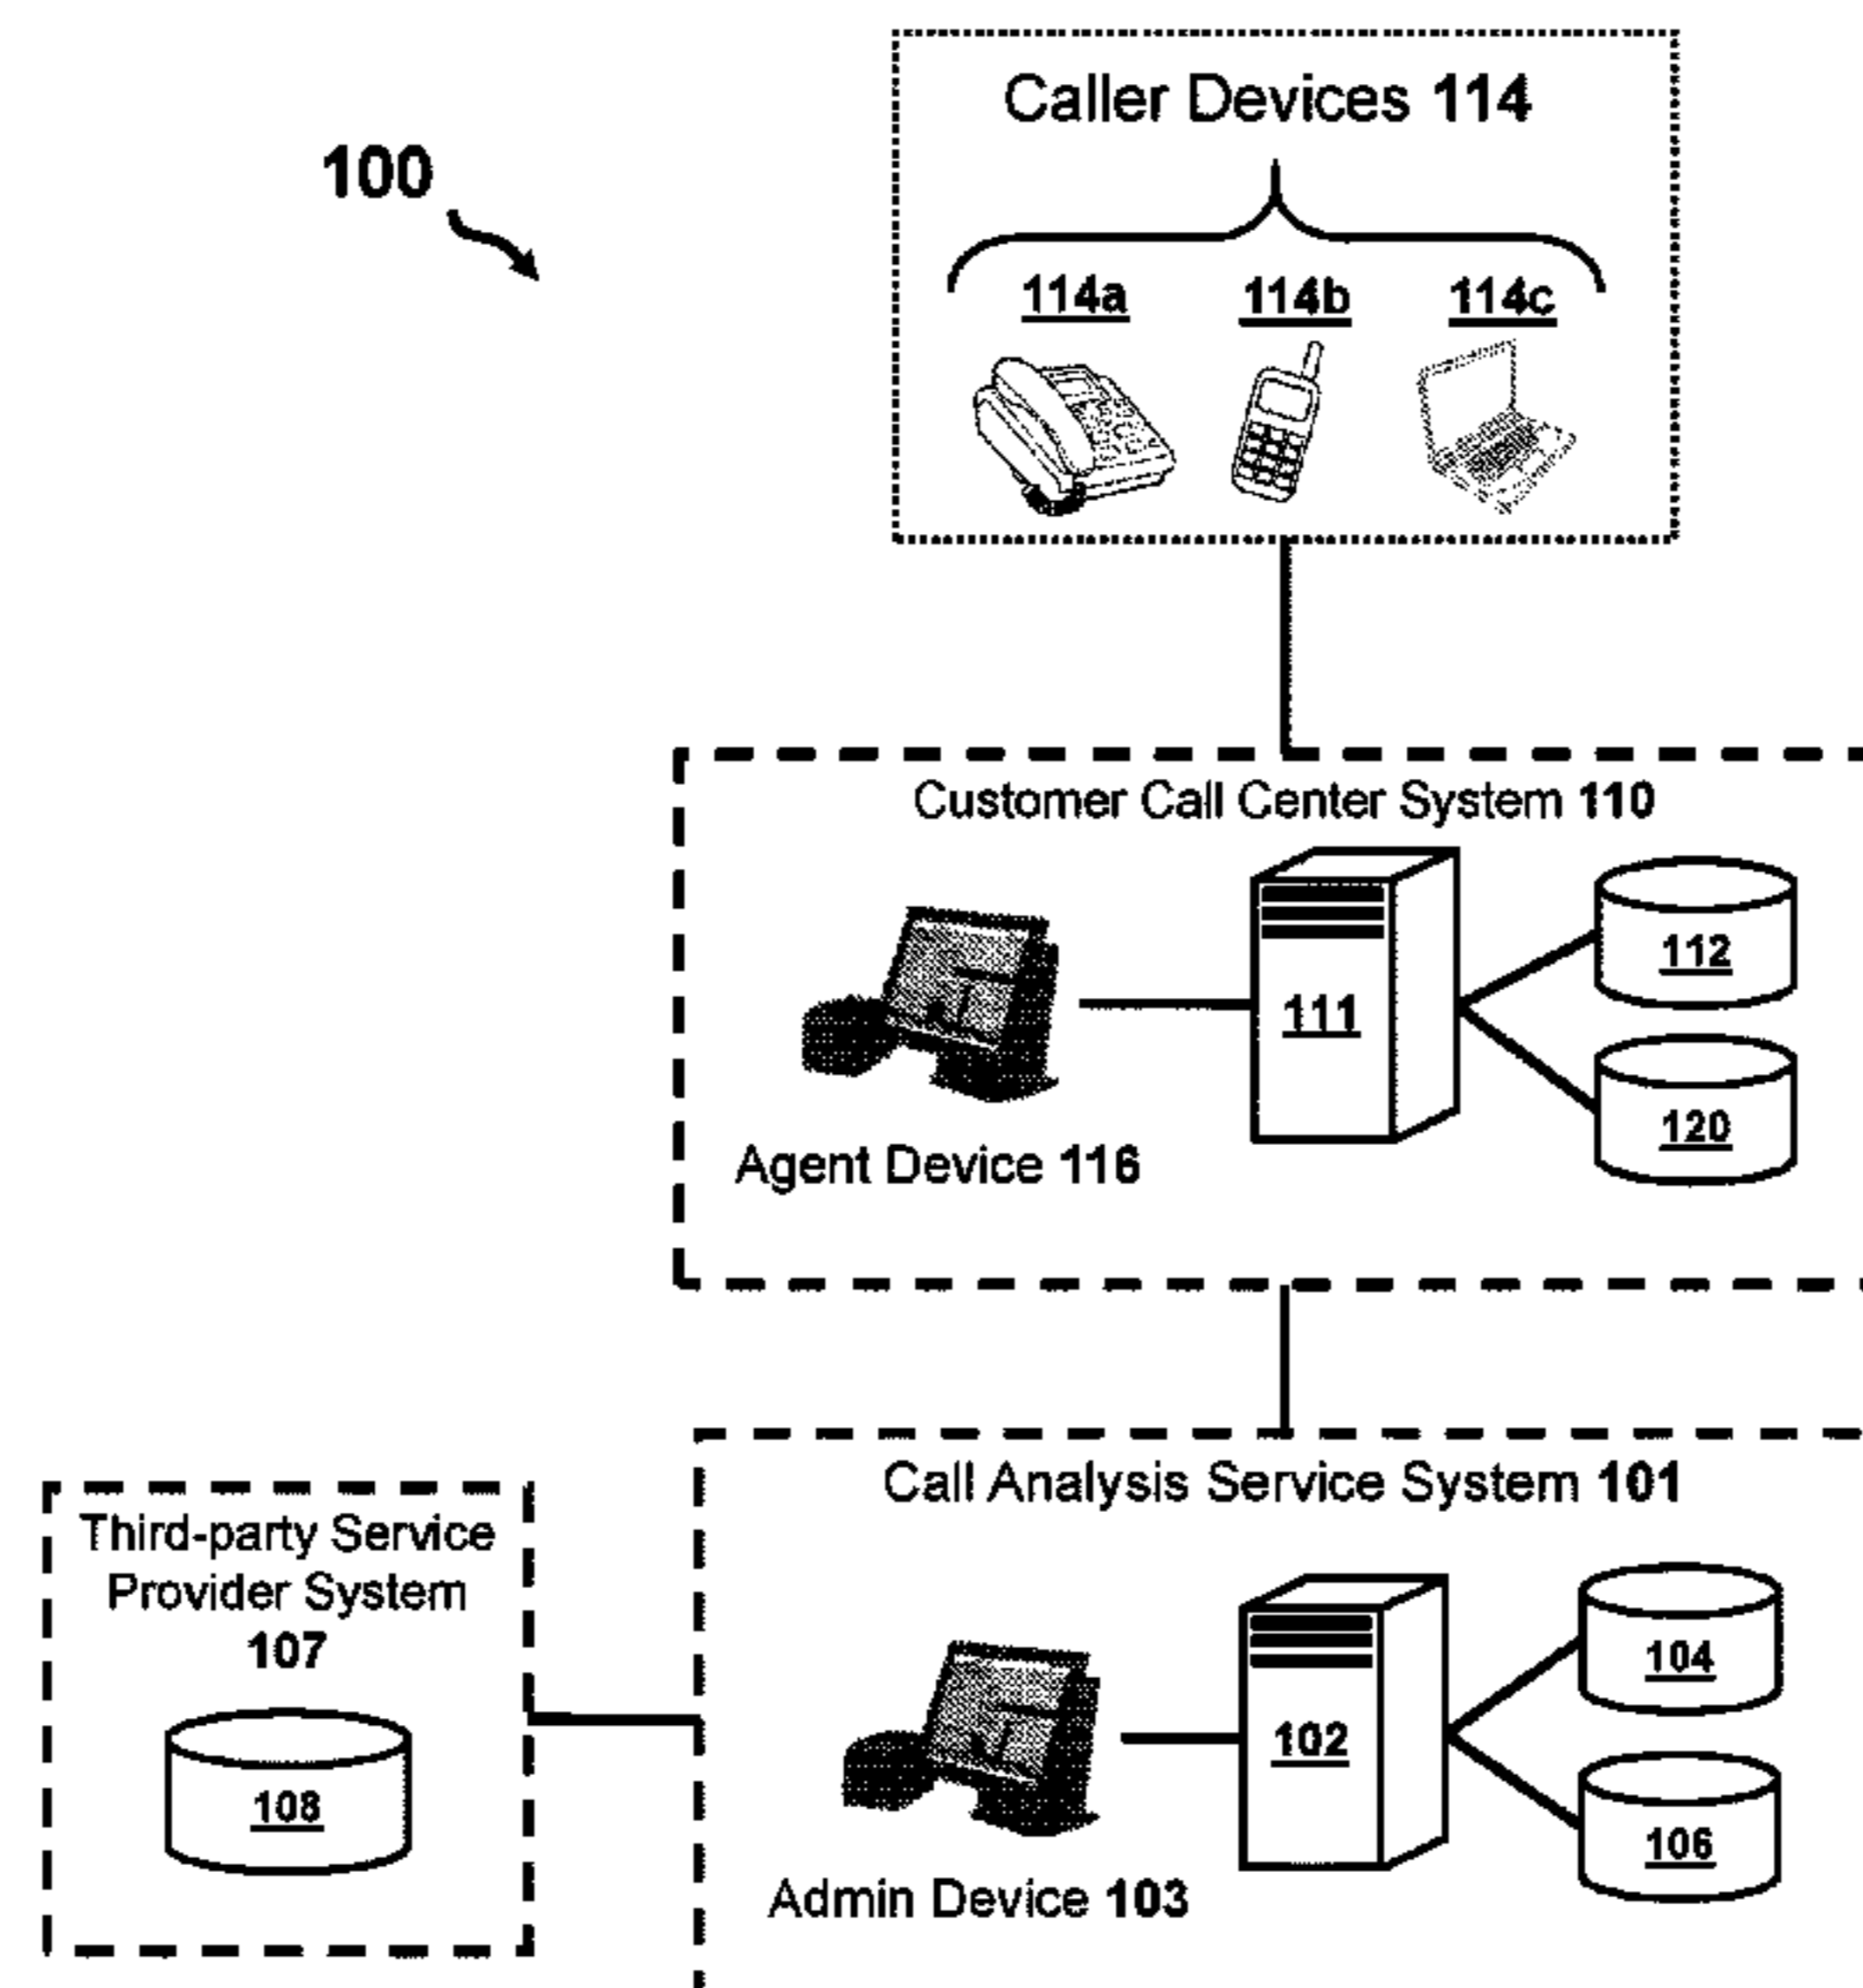 100
Caller Devices 114
114a 114b 114c
Customer Call Center System 110
112
111
120
Agent Device 116
Call Analysis Service System 101
Third-party Service
Provider System
107
108
104
102
106
Admin Device 103